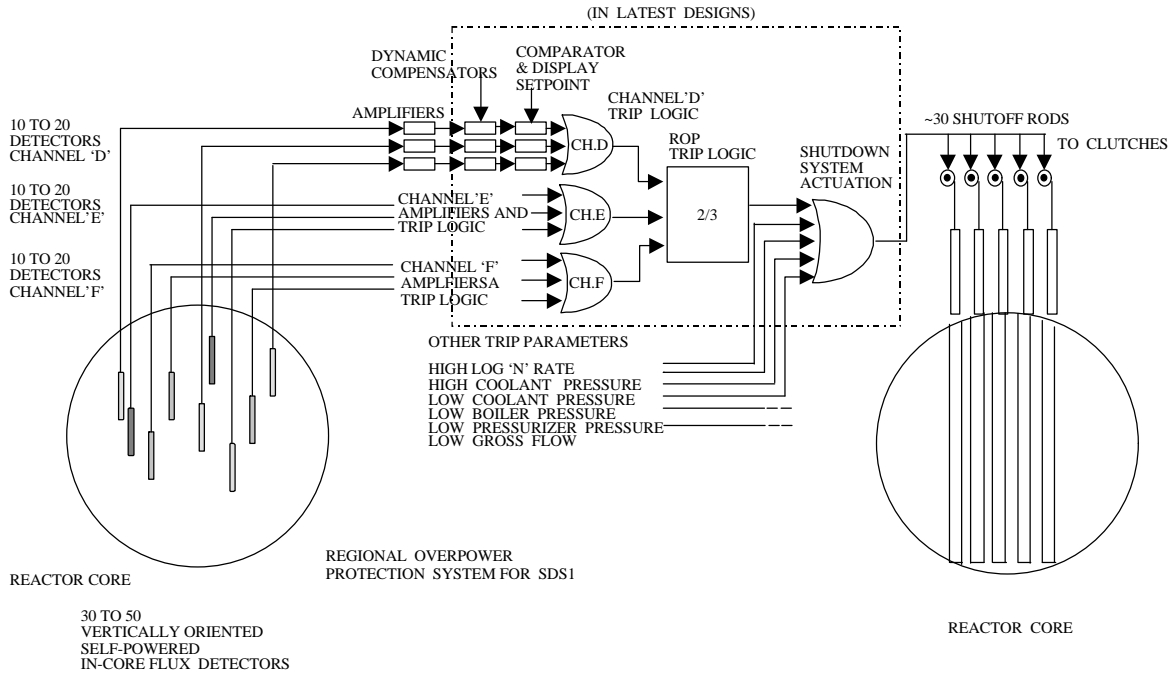 (IN LATEST DESIGNS)
DYNAMIC
COMPENSATORS
COMPARATOR
& DISPLAY
SETPOINT
AMPLIFIERS
CHANNEL'D'
TRIP LOGIC
10 TO 20
DETECTORS
CHANNEL 'D'
CH.D
ROP
TRIP LOGIC
SHUTDOWN
SYSTEM
ACTUATION
~30 SHUTOFF RODS
TO CLUTCHES
10 TO 20
DETECTORS
CHANNEL'E'
CHANNEL'E'
AMPLIFIERS AND
TRIP LOGIC
CH.E
2/3
10 TO 20
DETECTORS
CHANNEL'F'
CHANNEL 'F'
AMPLFIERSA
TRIP LOGIC
CH.F
OTHER TRIP PARAMETERS
HIGH LOG 'N' RATE
HIGH COOLANT PRESSURE
LOW COOLANT PRESSURE
LOW BOILER PRESSURE
LOW PRESSURIZER PRESSURE
LOW GROSS FLOW
REGIONAL OVERPOWER
PROTECTION SYSTEM FOR SDS1
REACTOR CORE
30 TO 50
VERTICALLY ORIENTED
SELF-POWERED
IN-CORE FLUX DETECTORS
REACTOR CORE